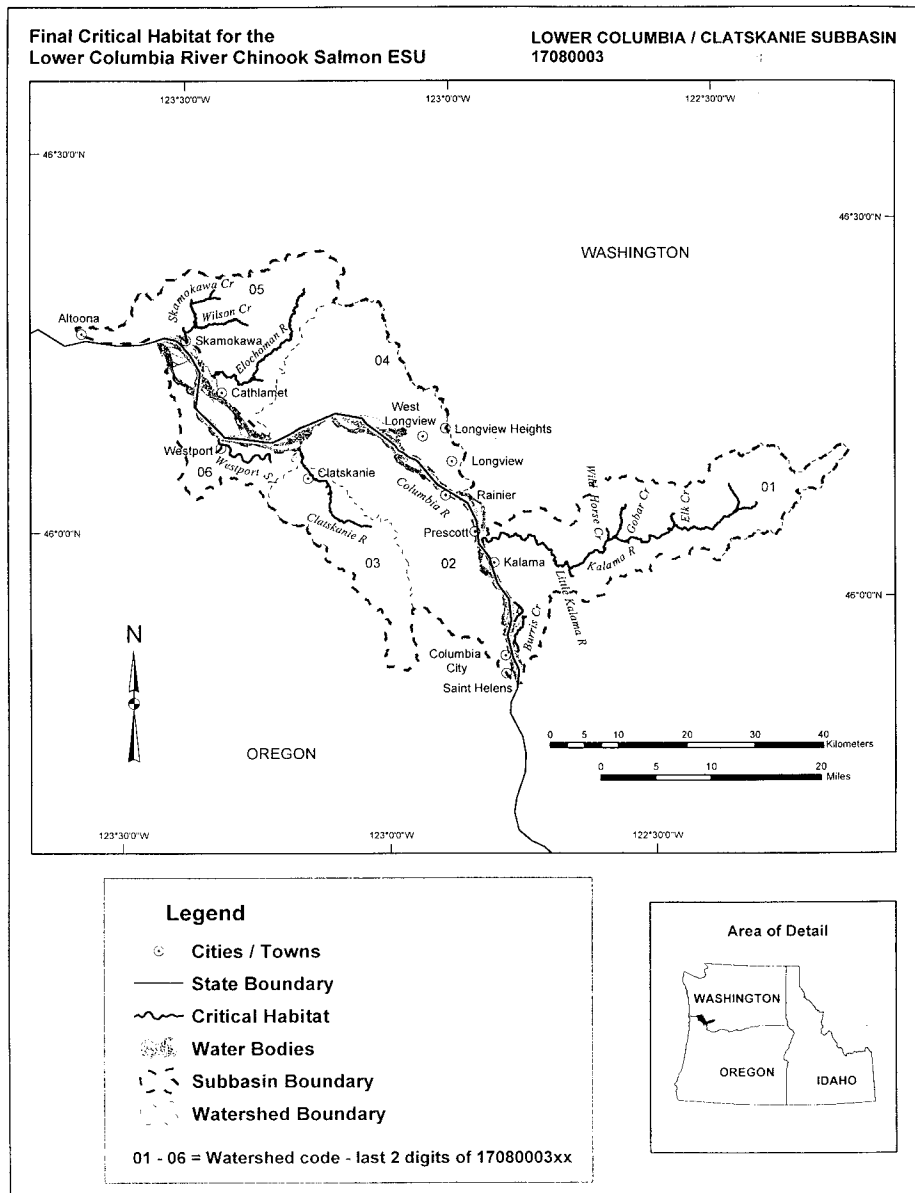 Final Critical Habitat for the
Lower Columbia River Chinook Salmon ESU
LOWER COLUMBIA / CLATSKANIE SUBBASIN
17080003
123°30'0"W
123°0'0"W
122°30'0"W
46°30'0"N
46°30'0"N
WASHINGTON
Skamokawa Cr
05
Wilson Cr
Altoona
Skamokawa
Elochoman R
04
Cathlamet
West
Longview
Longview Heights
Longview
Westport
06
Westport Sl
Clatskanie
Columbia R
Rainier
Wild Horse Cr
Gobar Cr
Elk Cr
01
46°0'0"N
Clatskanie R
Prescott
03
02
Kalama
Kalama R
Little Kalama R
46°0'0"N
Burris Cr
N
Columbia
City
Saint Helens
OREGON
0 5 10 20 30 40
Kilometers
0 5 10 20
Miles
123°30'0"W
123°0'0"W
122°30'0"W
Legend
Cities / Towns
State Boundary
Critical Habitat
Water Bodies
Subbasin Boundary
Watershed Boundary
01 - 06 = Watershed code - last 2 digits of 17080003xx
Area of Detail
WASHINGTON
OREGON
IDAHO